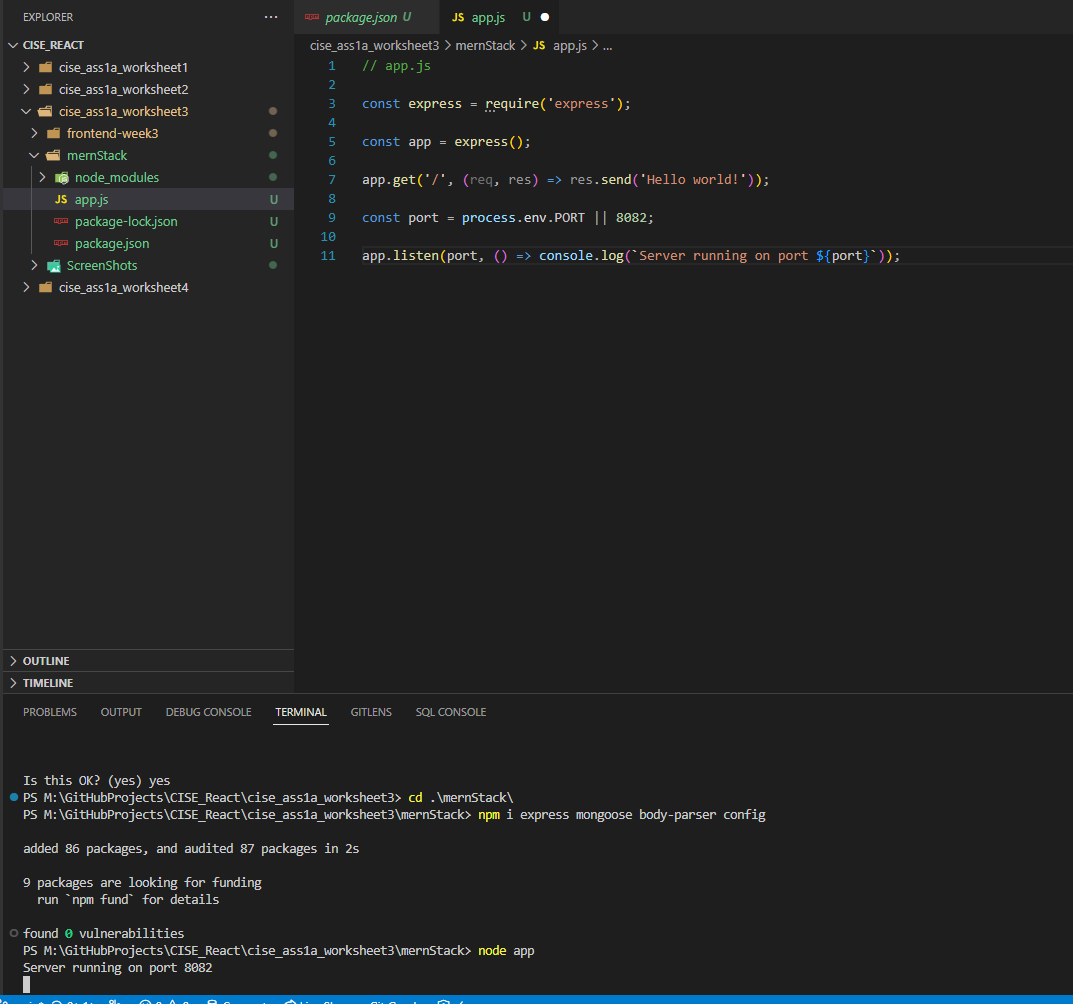 EXPLORER
CISE_REACT
cise_ass1a_worksheet1
cise_ass1a_worksheet2
cise_ass1a_worksheet3
frontend-week3
mernStack
node_modules
JS app.js U
package-lock.json U
package.json U
ScreenShots
cise_ass1a_worksheet4
OUTLINE
TIMELINE
package.json U
JS app.js U
cise_ass1a_worksheet3 > mernStack > JS app.js > ...
1 // app.js
2
3 const express = require('express');
4
5 const app = express();
6
7 app.get('/', (req, res) => res.send('Hello world!'));
8
9 const port = process.env.PORT || 8082;
10
11 app.listen(port, () => console.log(`Server running on port ${port}`));
PROBLEMS OUTPUT DEBUG CONSOLE TERMINAL GITLENS SQL CONSOLE
Is this OK? (yes) yes
PS M:\GitHubProjects\CISE_React\cise_ass1a_worksheet3> cd .\mernStack\
PS M:\GitHubProjects\CISE_React\cise_ass1a_worksheet3\mernStack> npm i express mongoose body-parser config
added 86 packages, and audited 87 packages in 2s
9 packages are looking for funding
run `npm fund` for details
found 0 vulnerabilities
PS M:\GitHubProjects\CISE_React\cise_ass1a_worksheet3\mernStack> node app
Server running on port 8082